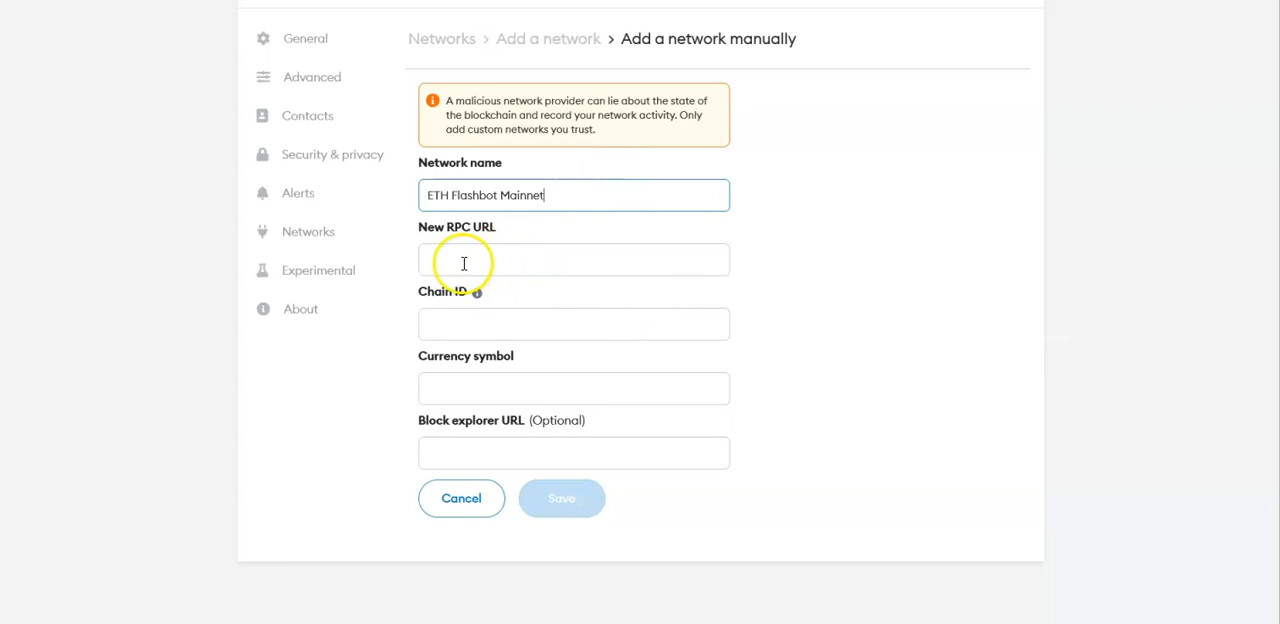 General
Advanced
Contacts
Security & privacy
Alerts
Networks
Experimental
About
Networks > Add a network > Add a network manually
A malicious network provider can lie about the state of
the blockchain and record your network activity. Only
add custom networks you trust.
Network name
ETH Flashbot Mainnet
New RPC URL
Chain ID
Currency symbol
Block explorer URL (Optional)
Cancel
Save